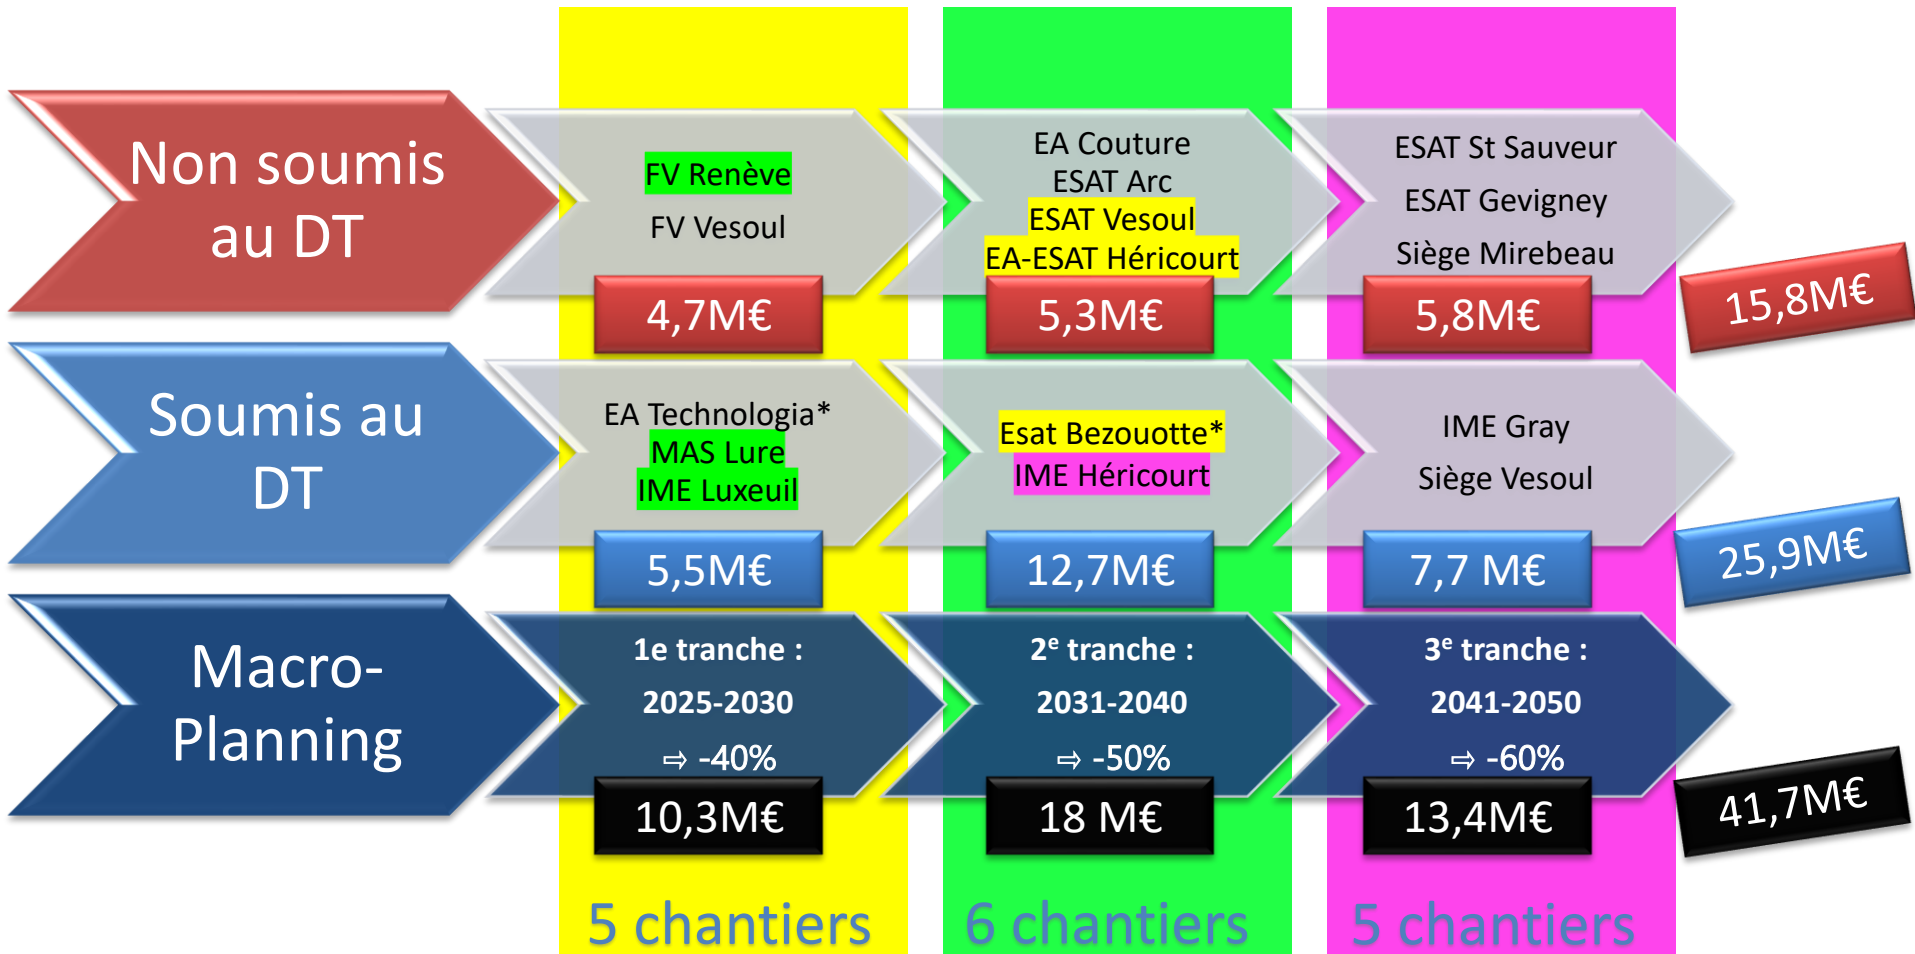 Non soumis
au DT
FV Renève
FV Vesoul
4,7M€
EA Couture
ESAT Arc
ESAT Vesoul
EA-ESAT Héricourt
5,3M€
ESAT St Sauveur
ESAT Gevigney
Siège Mirebeau
5,8M€
15,8M€
Soumis au
DT
EA Technologia*
MAS Lure
IME Luxeuil
5,5M€
Esat Bezouotte*
IME Héricourt
12,7M€
IME Gray
Siège Vesoul
7,7 M€
25,9M€
Macro-
Planning
1e tranche :
2025-2030
⇨ -40%
10,3M€
2e tranche :
2031-2040
⇨ -50%
18 M€
3e tranche :
2041-2050
⇨ -60%
13,4M€
41,7M€
5 chantiers
6 chantiers
5 chantiers